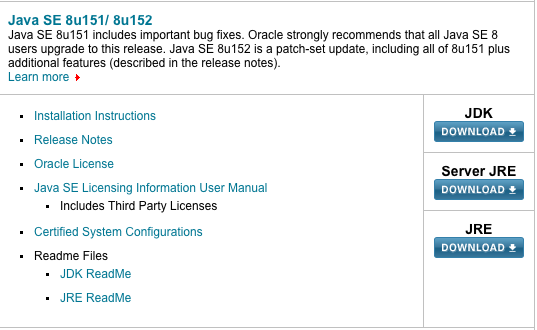 Java SE 8u151/ 8u152
Java SE 8u151 includes important bug fixes. Oracle strongly recommends that all Java SE 8
users upgrade to this release. Java SE 8u152 is a patch-set update, including all of 8u151 plus
additional features (described in the release notes).
Learn more
Installation Instructions
Release Notes
Oracle License
Java SE Licensing Information User Manual
Includes Third Party Licenses
Certified System Configurations
Readme Files
JDK ReadMe
JRE ReadMe
JDK
DOWNLOAD
Server JRE
DOWNLOAD
JRE
DOWNLOAD